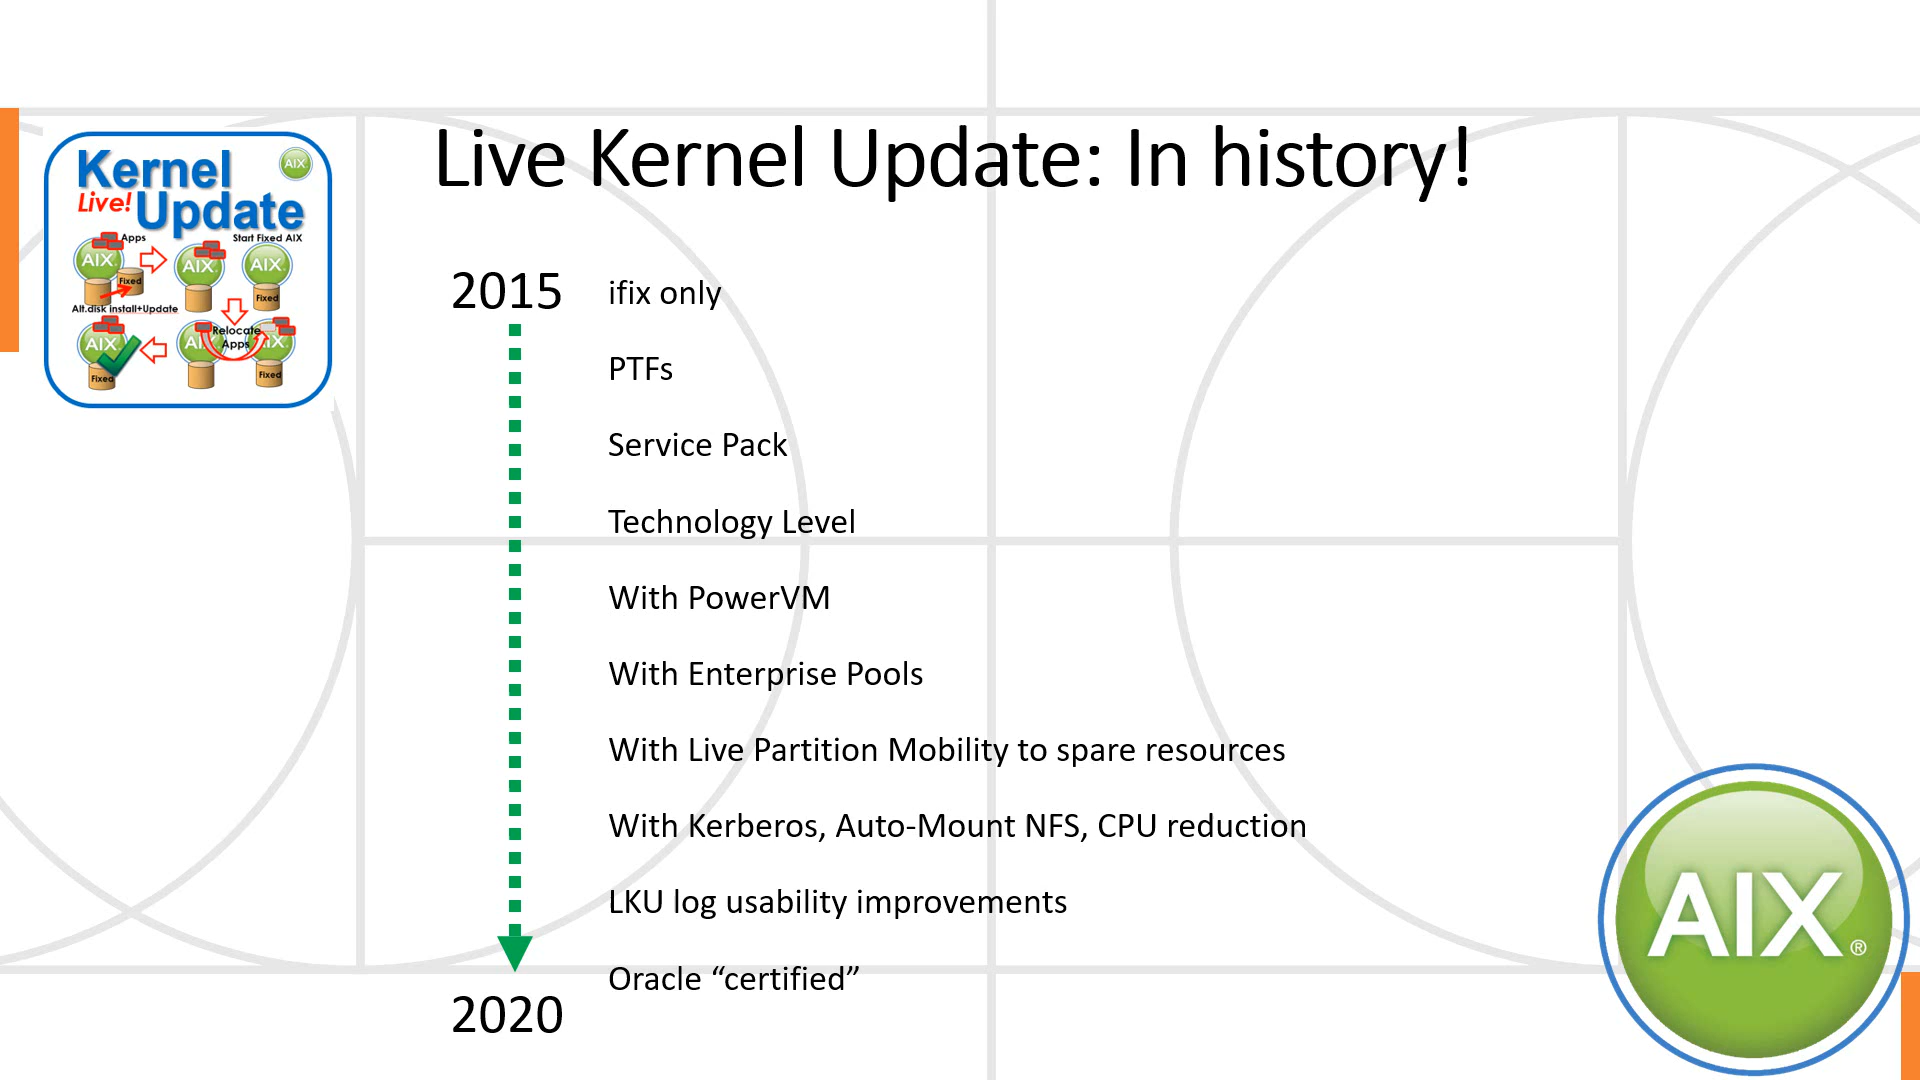 Live Kernel Update: In history!
Kernel
Live! Update
AIX
Apps
Start Fixed AIX
AIX
AIX
AIX
Fixed
Fixed
Alt.disk install+Update
Relocate
Apps
AIX
AIX
AIX
Fixed
Fixed
2015
ifix only
PTFs
Service Pack
Technology Level
With PowerVM
With Enterprise Pools
With Live Partition Mobility to spare resources
With Kerberos, Auto-Mount NFS, CPU reduction
LKU log usability improvements
Oracle “certified”
2020
AIX®